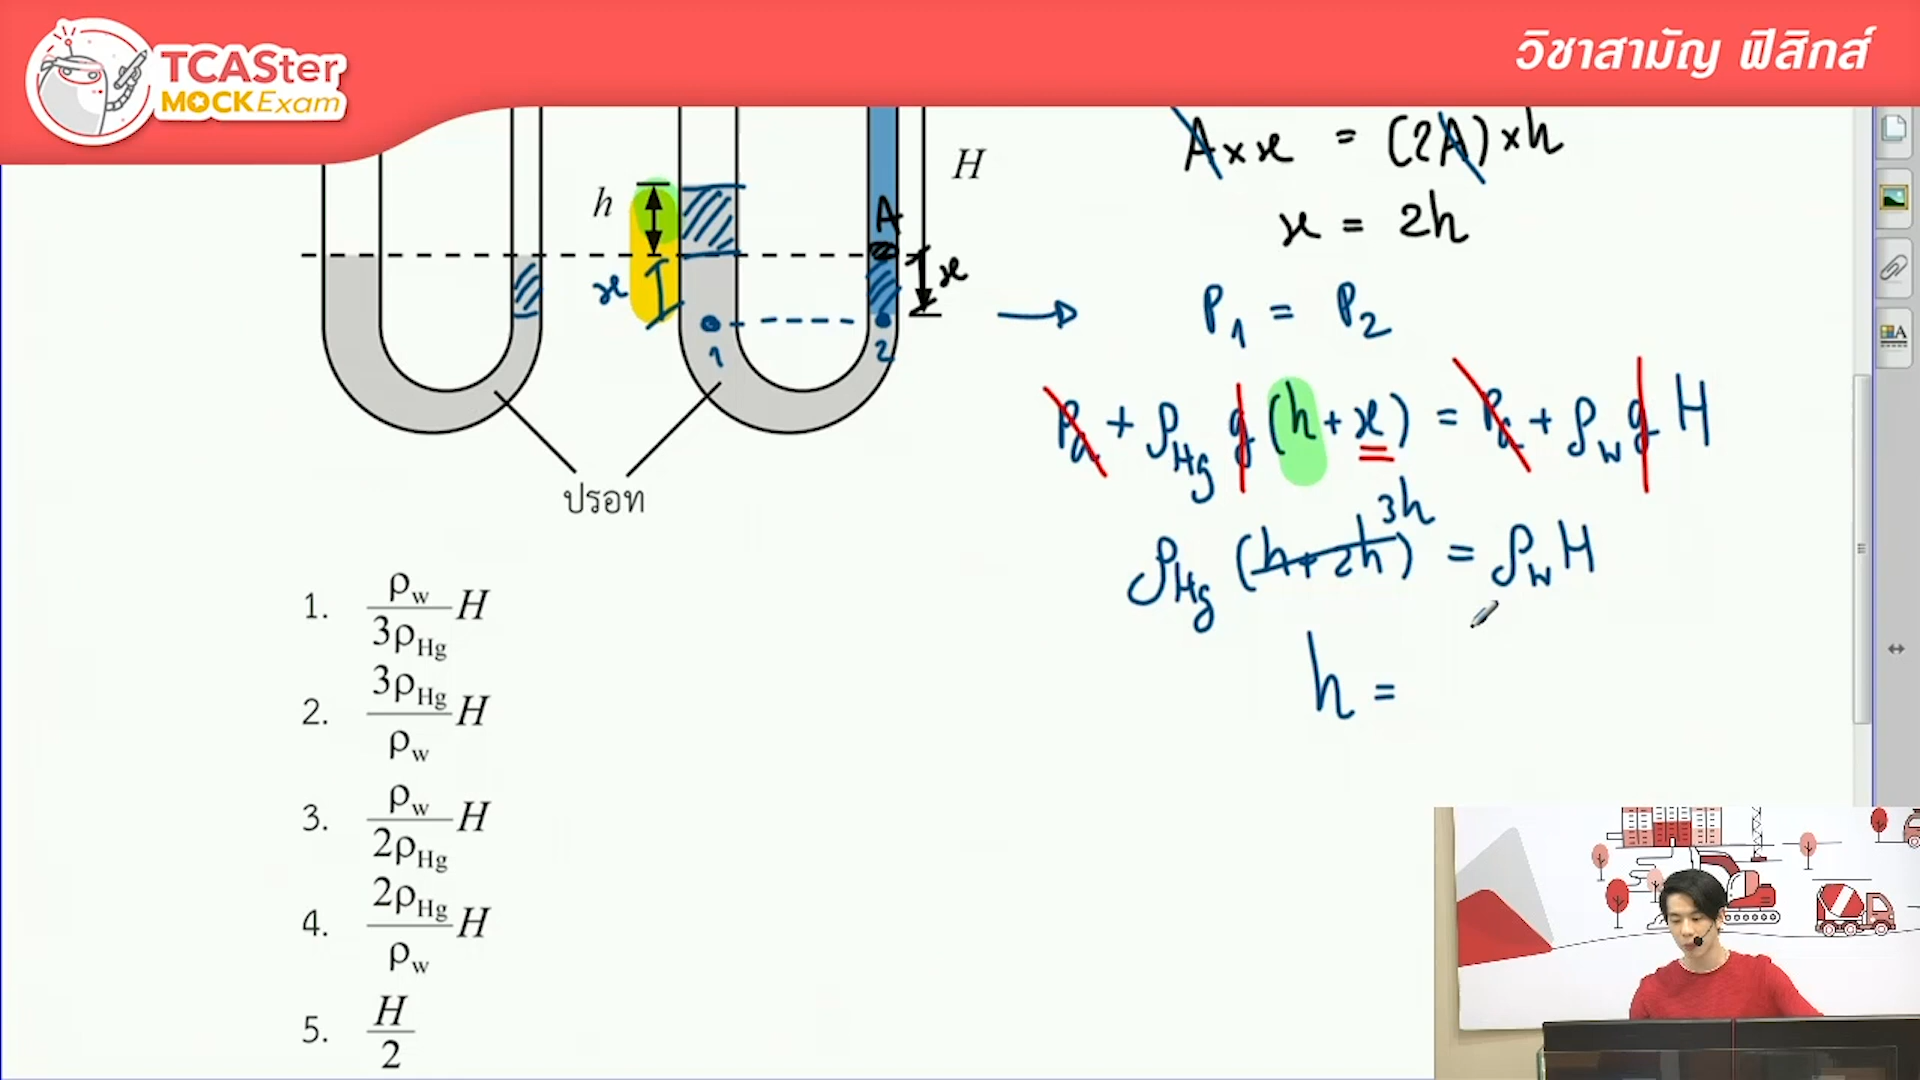 TCASter
MOCK Exam
วิชาสามัญ ฟิสิกส์
h
H
A
x
x
1
2
ปรอท
A × x = (2A) × h
x = 2h
P₁ = P₂
Pₐ + ρHg g (h + x) = Pₐ + ρw g H
ρHg (h + 2h) 3h = ρw H
h =
1. ρw/3ρHg H
2. 3ρHg/ρw H
3. ρw/2ρHg H
4. 2ρHg/ρw H
5. H/2